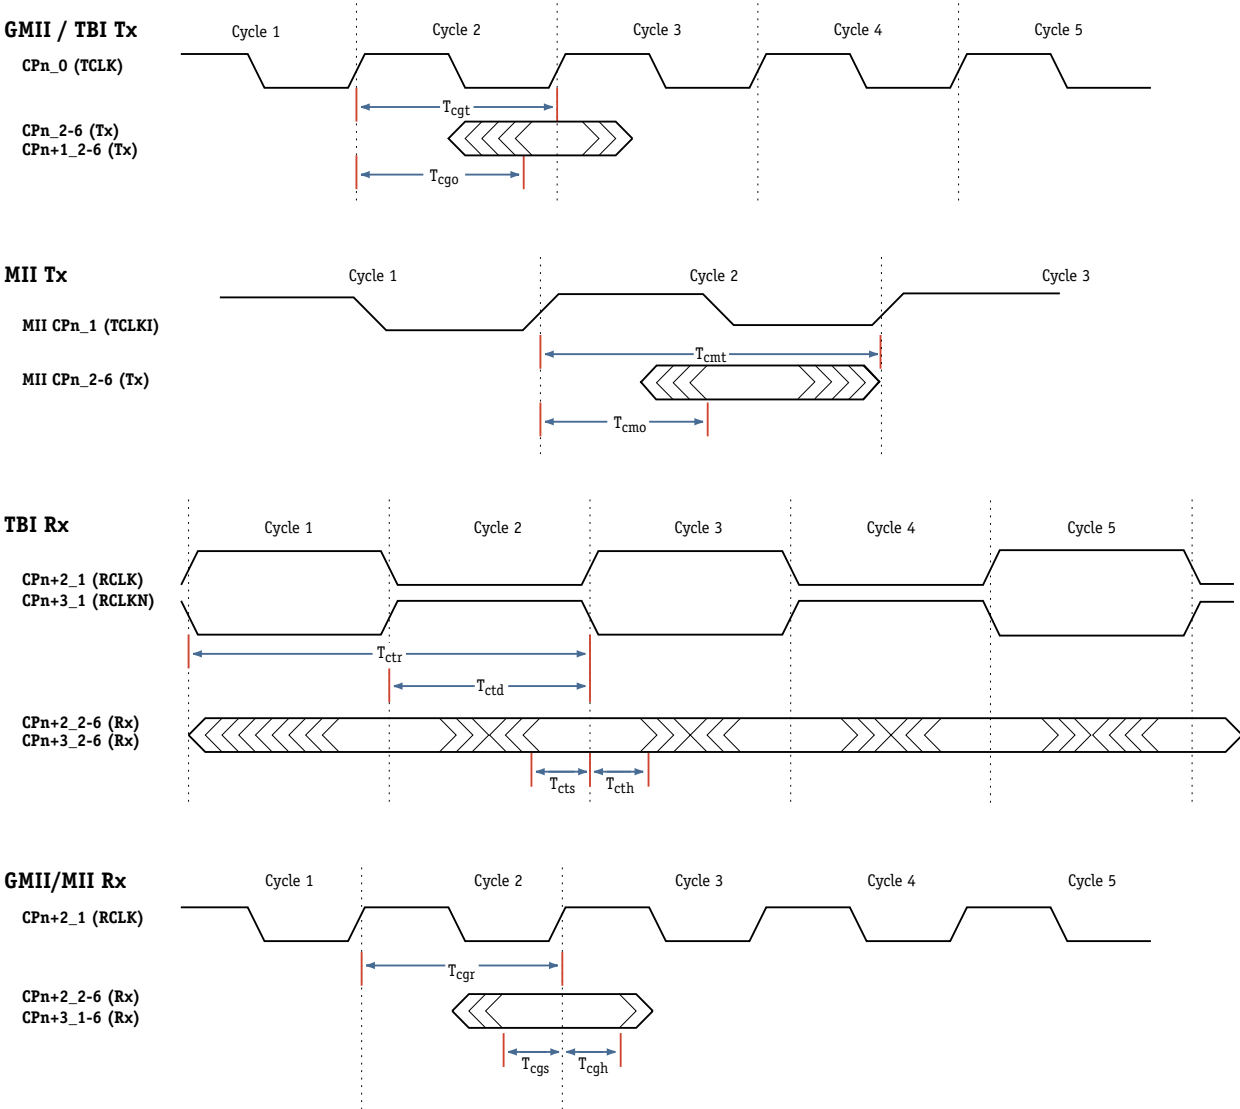 GMII / TBI Tx
Cycle 1 Cycle 2 Cycle 3 Cycle 4 Cycle 5
CPn_0 (TCLK)
Tcgt
CPn_2-6 (Tx)
CPn+1_2-6 (Tx)
Tcgo
MII Tx
Cycle 1 Cycle 2 Cycle 3
MII CPn_1 (TCLKI)
Tcmt
MII CPn_2-6 (Tx)
Tcmo
TBI Rx
Cycle 1 Cycle 2 Cycle 3 Cycle 4 Cycle 5
CPn+2_1 (RCLK)
CPn+3_1 (RCLKN)
Tctr
Tctd
CPn+2_2-6 (Rx)
CPn+3_2-6 (Rx)
Tcts Tcth
GMII/MII Rx
Cycle 1 Cycle 2 Cycle 3 Cycle 4 Cycle 5
CPn+2_1 (RCLK)
Tcgr
CPn+2_2-6 (Rx)
CPn+3_1-6 (Rx)
Tcgs Tcgh